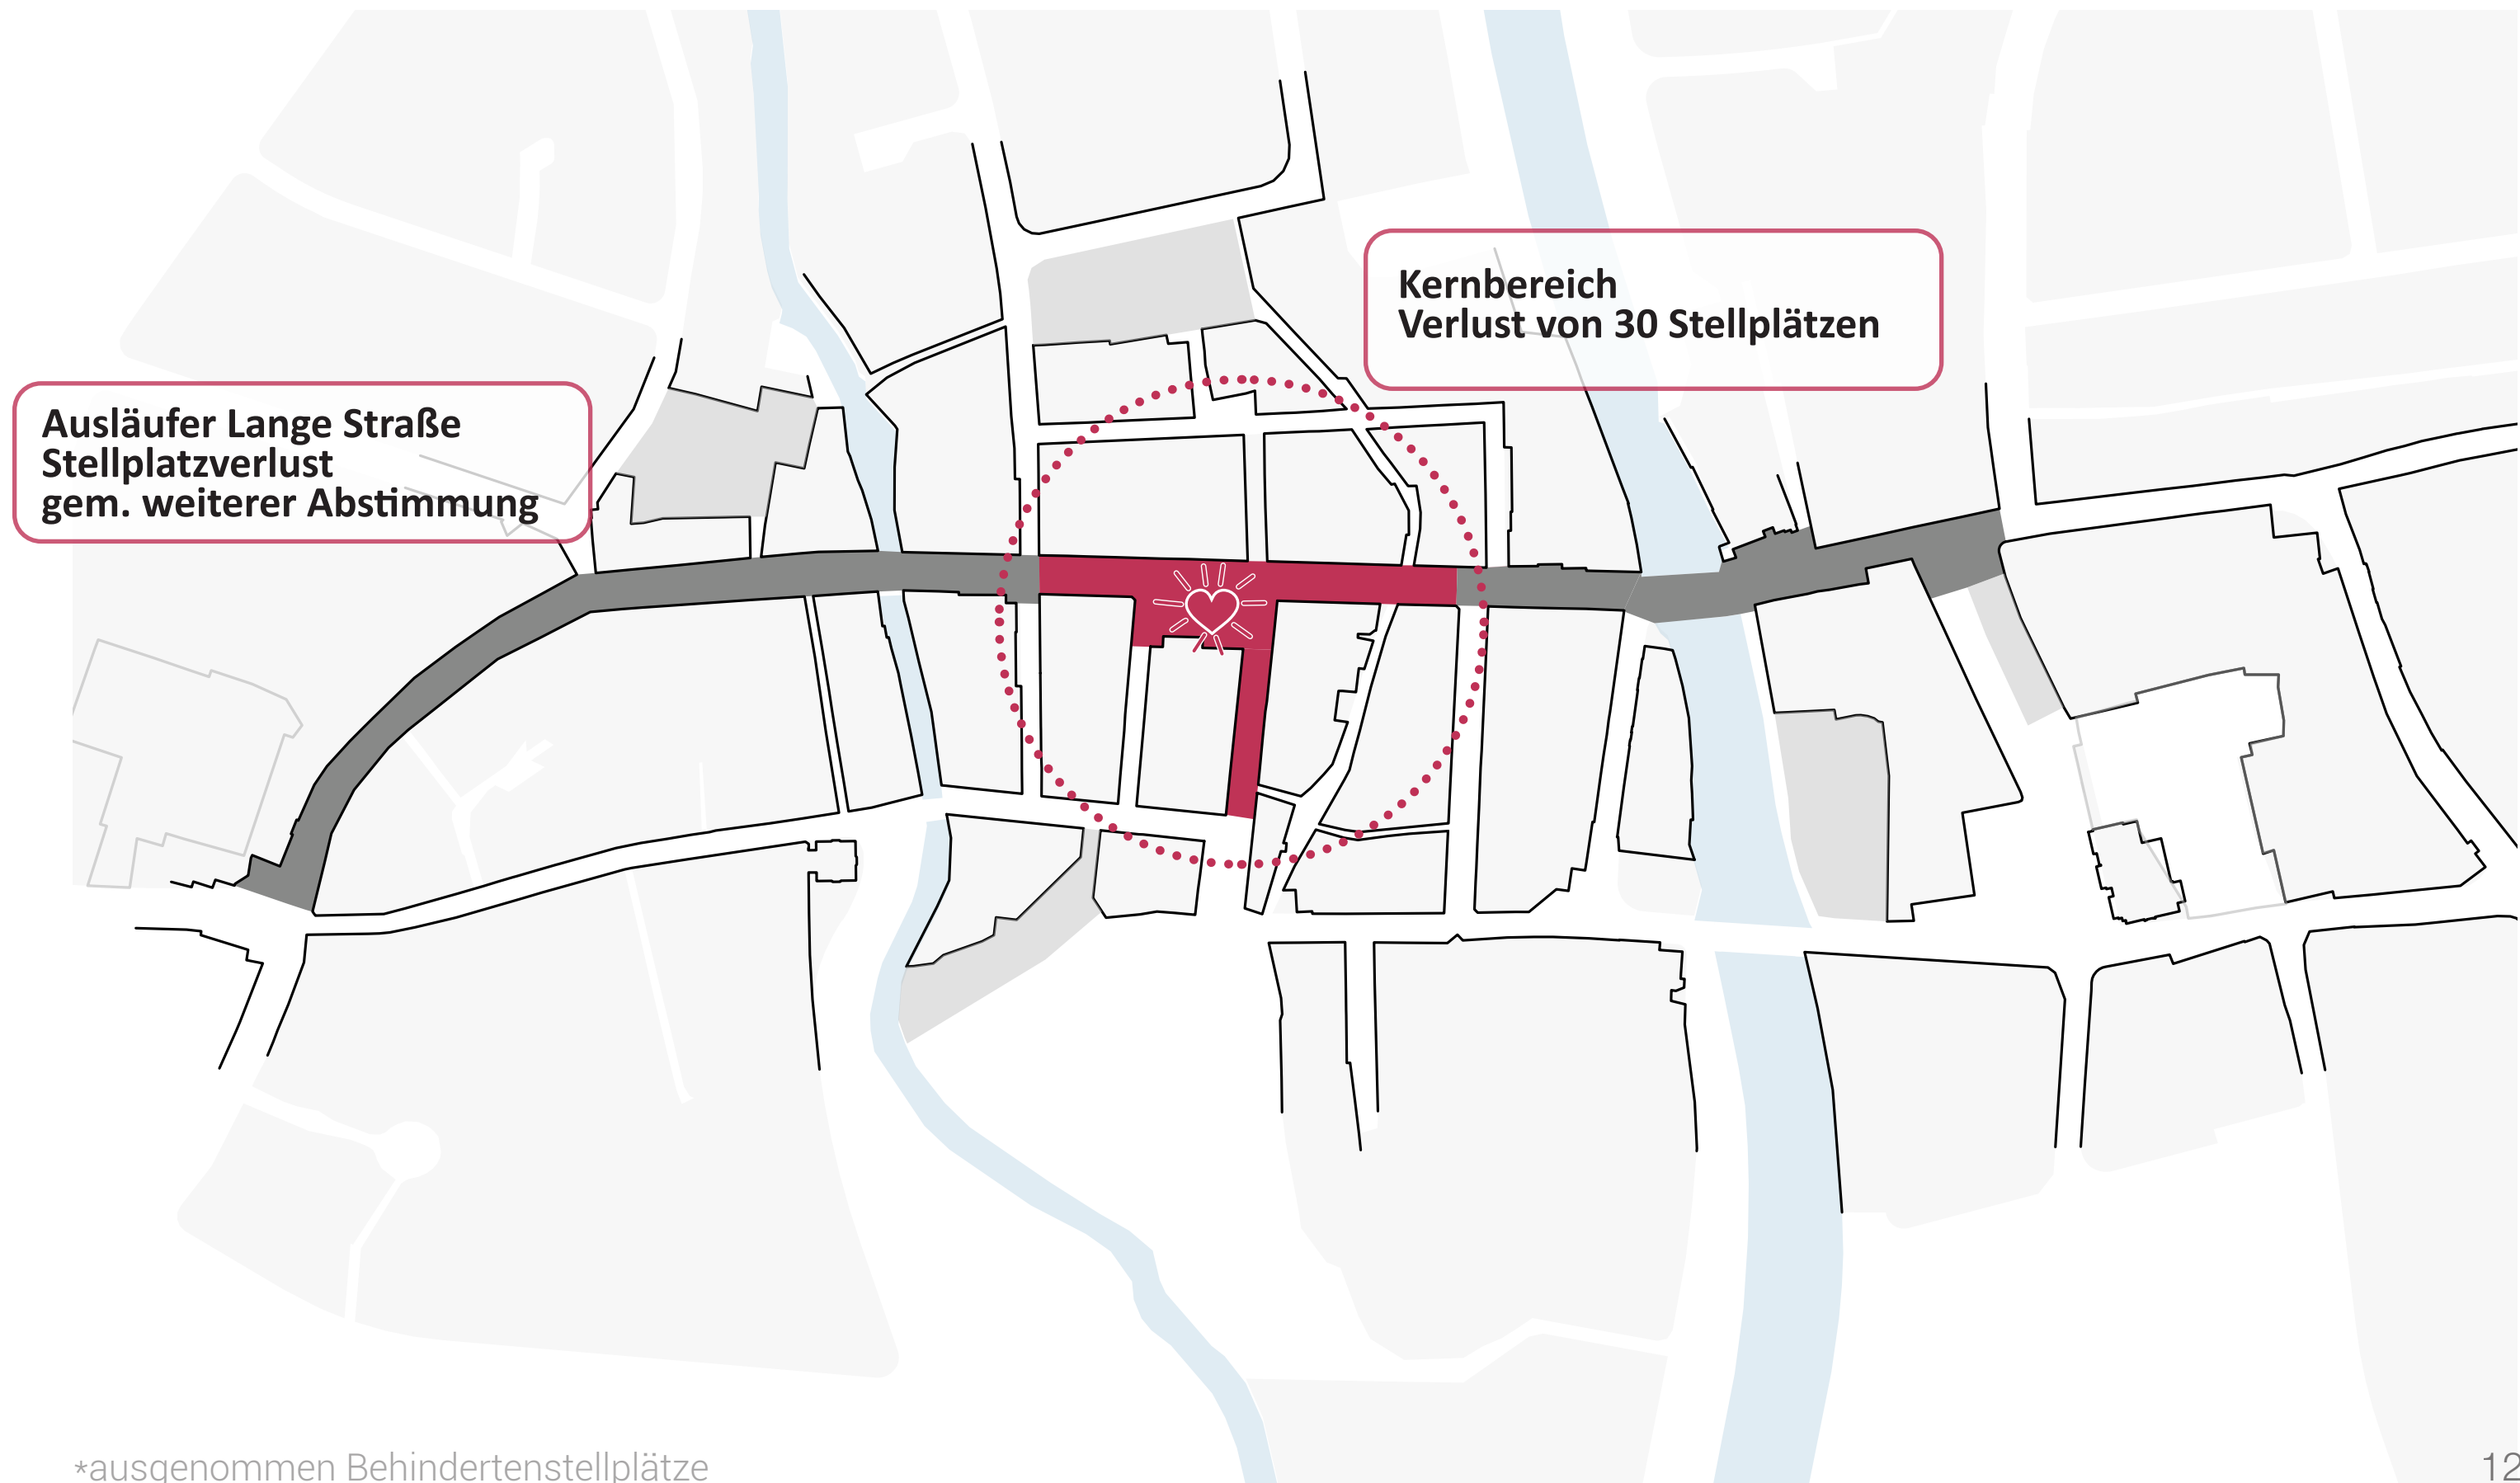 Kernbereich
Verlust von 30 Stellplätzen
Ausläufer Lange Straße
Stellplatzverlust
gem. weiterer Abstimmung
*ausgenommen Behindertenstellplätze
12